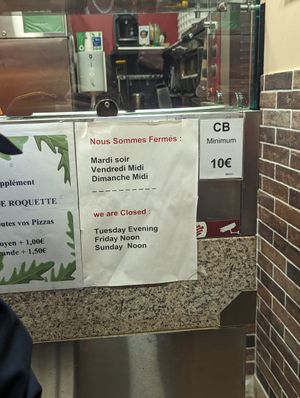 Nous Sommes Fermés :
Mardi soir
Vendredi Midi
Dimanche Midi
_ _ _ _ _ _ _ _ _ _
we are Closed :
Tuesday Evening
Friday Noon
Sunday Noon
CB
Minimum
10€
pplément
E ROQUETTE
outes vos Pizzas
oyen + 1,00€
ande + 1,50€